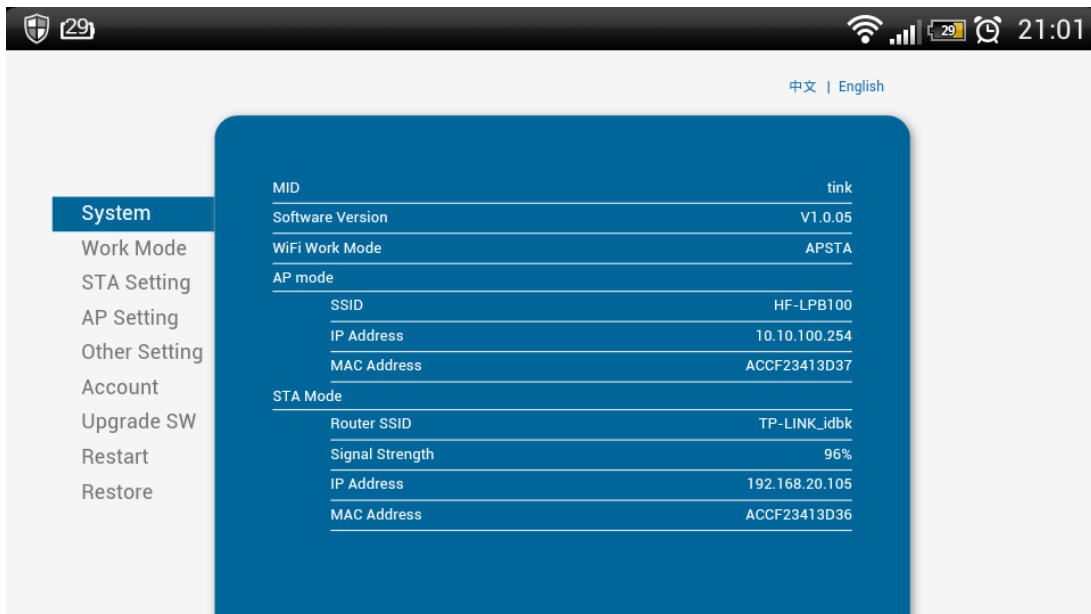 29
29
21:01
中文 | English
System
Work Mode
STA Setting
AP Setting
Other Setting
Account
Upgrade SW
Restart
Restore
MID tink
Software Version V1.0.05
WiFi Work Mode APSTA
AP mode
SSID HF-LPB100
IP Address 10.10.100.254
MAC Address ACCF23413D37
STA Mode
Router SSID TP-LINK_idbk
Signal Strength 96%
IP Address 192.168.20.105
MAC Address ACCF23413D36